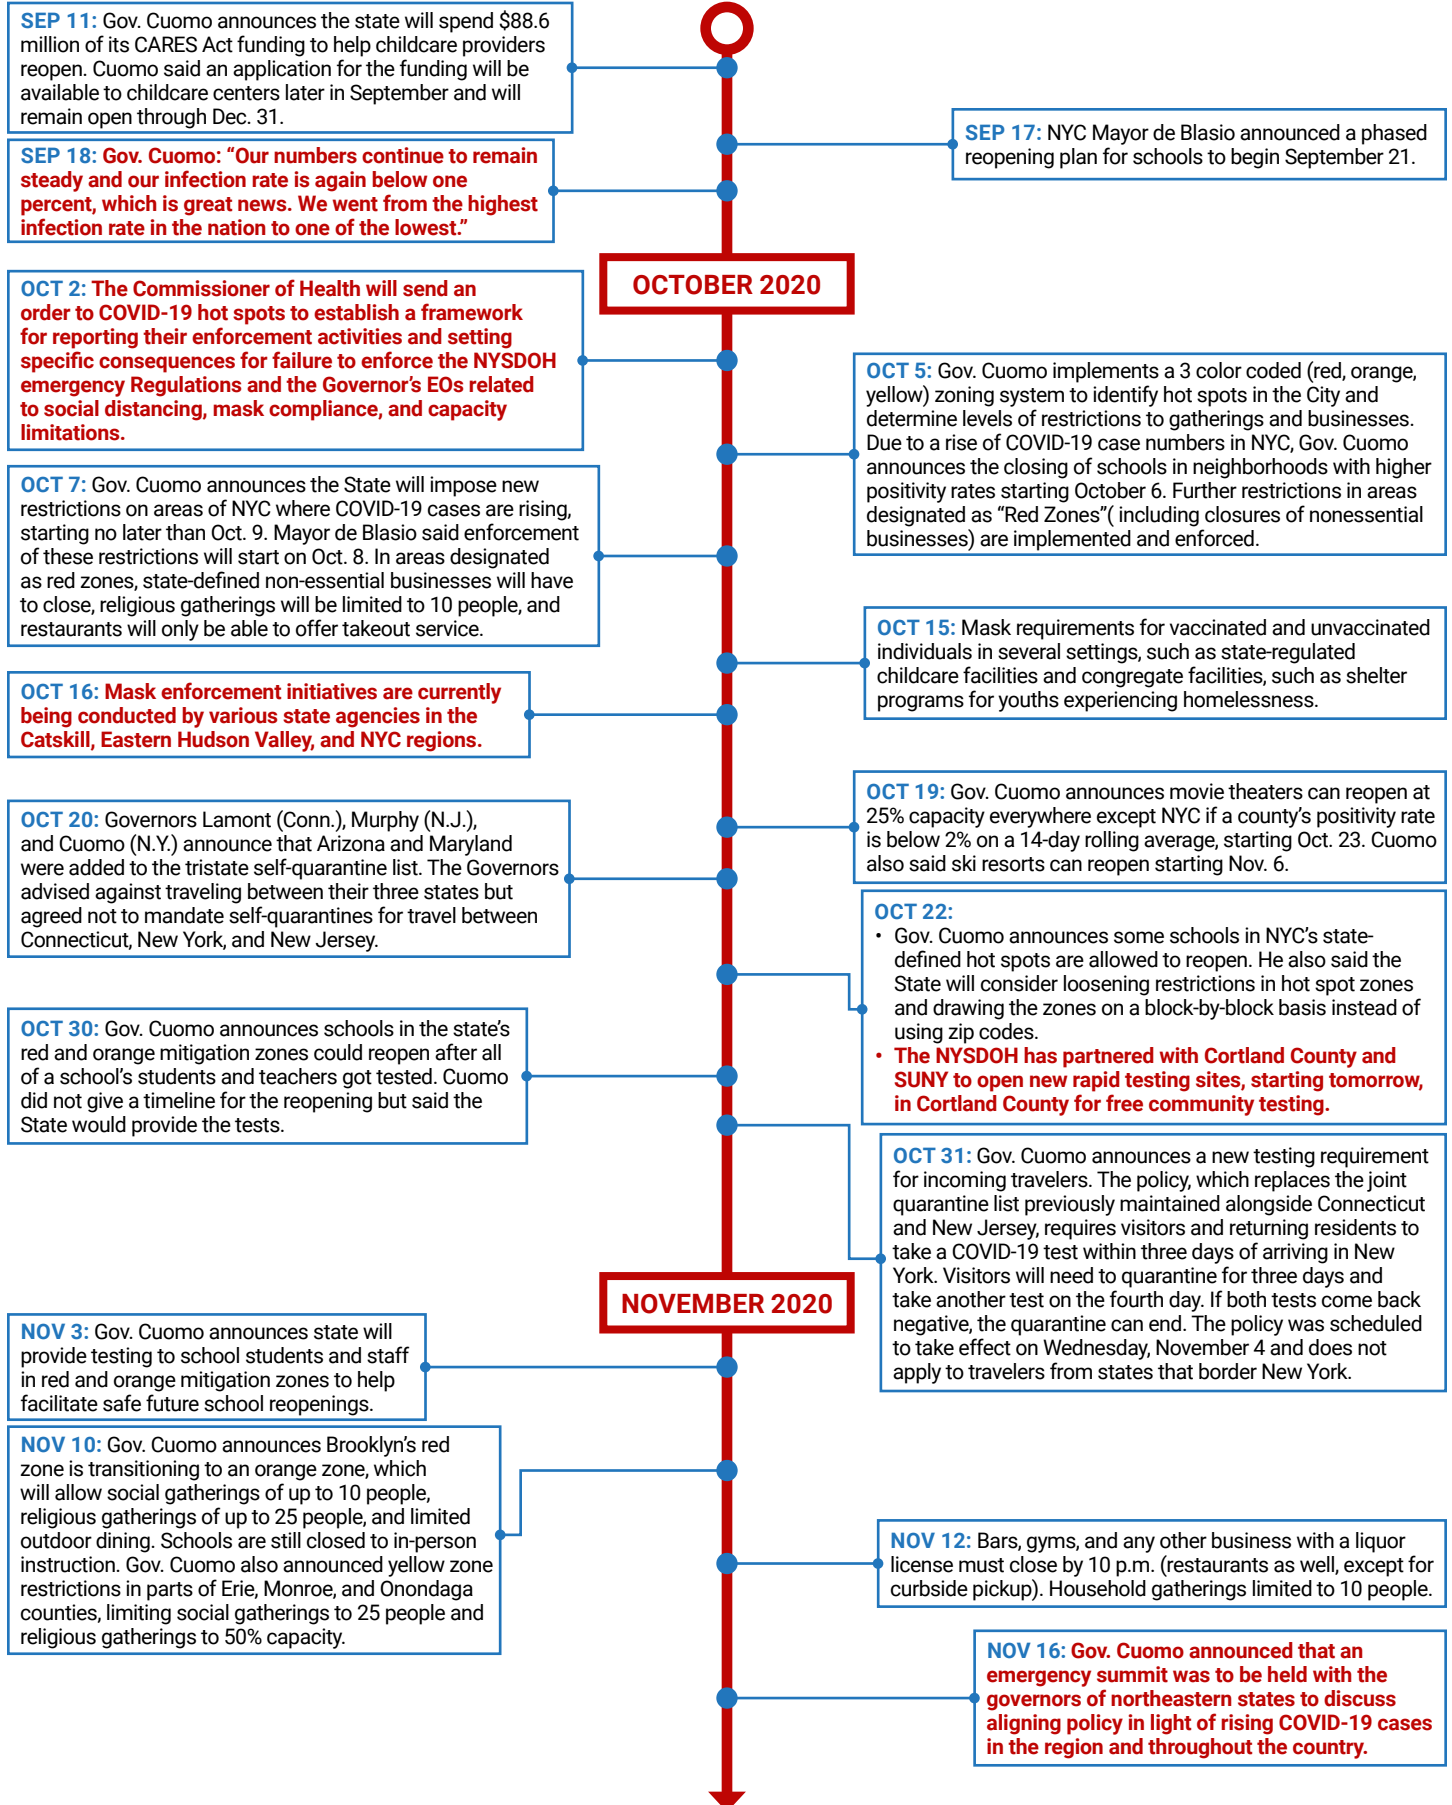 SEP 11: Gov. Cuomo announces the state will spend $88.6
million of its CARES Act funding to help childcare providers
reopen. Cuomo said an application for the funding will be
available to childcare centers later in September and will
remain open through Dec. 31.
SEP 17: NYC Mayor de Blasio announced a phased
reopening plan for schools to begin September 21.
SEP 18: Gov. Cuomo: “Our numbers continue to remain
steady and our infection rate is again below one
percent, which is great news. We went from the highest
infection rate in the nation to one of the lowest.”
OCTOBER 2020
OCT 2: The Commissioner of Health will send an
order to COVID-19 hot spots to establish a framework
for reporting their enforcement activities and setting
specific consequences for failure to enforce the NYSDOH
emergency Regulations and the Governor’s EOs related
to social distancing, mask compliance, and capacity
limitations.
OCT 5: Gov. Cuomo implements a 3 color coded (red, orange,
yellow) zoning system to identify hot spots in the City and
determine levels of restrictions to gatherings and businesses.
Due to a rise of COVID-19 case numbers in NYC, Gov. Cuomo
announces the closing of schools in neighborhoods with higher
positivity rates starting October 6. Further restrictions in areas
designated as “Red Zones”( including closures of nonessential
businesses) are implemented and enforced.
OCT 7: Gov. Cuomo announces the State will impose new
restrictions on areas of NYC where COVID-19 cases are rising,
starting no later than Oct. 9. Mayor de Blasio said enforcement
of these restrictions will start on Oct. 8. In areas designated
as red zones, state-defined non-essential businesses will have
to close, religious gatherings will be limited to 10 people, and
restaurants will only be able to offer takeout service.
OCT 15: Mask requirements for vaccinated and unvaccinated
individuals in several settings, such as state-regulated
childcare facilities and congregate facilities, such as shelter
programs for youths experiencing homelessness.
OCT 16: Mask enforcement initiatives are currently
being conducted by various state agencies in the
Catskill, Eastern Hudson Valley, and NYC regions.
OCT 19: Gov. Cuomo announces movie theaters can reopen at
25% capacity everywhere except NYC if a county’s positivity rate
is below 2% on a 14-day rolling average, starting Oct. 23. Cuomo
also said ski resorts can reopen starting Nov. 6.
OCT 20: Governors Lamont (Conn.), Murphy (N.J.),
and Cuomo (N.Y.) announce that Arizona and Maryland
were added to the tristate self-quarantine list. The Governors
advised against traveling between their three states but
agreed not to mandate self-quarantines for travel between
Connecticut, New York, and New Jersey.
OCT 22:
• Gov. Cuomo announces some schools in NYC’s state-
defined hot spots are allowed to reopen. He also said the
State will consider loosening restrictions in hot spot zones
and drawing the zones on a block-by-block basis instead of
using zip codes.
• The NYSDOH has partnered with Cortland County and
SUNY to open new rapid testing sites, starting tomorrow,
in Cortland County for free community testing.
OCT 30: Gov. Cuomo announces schools in the state’s
red and orange mitigation zones could reopen after all
of a school’s students and teachers got tested. Cuomo
did not give a timeline for the reopening but said the
State would provide the tests.
OCT 31: Gov. Cuomo announces a new testing requirement
for incoming travelers. The policy, which replaces the joint
quarantine list previously maintained alongside Connecticut
and New Jersey, requires visitors and returning residents to
take a COVID-19 test within three days of arriving in New
York. Visitors will need to quarantine for three days and
take another test on the fourth day. If both tests come back
negative, the quarantine can end. The policy was scheduled
to take effect on Wednesday, November 4 and does not
apply to travelers from states that border New York.
NOVEMBER 2020
NOV 3: Gov. Cuomo announces state will
provide testing to school students and staff
in red and orange mitigation zones to help
facilitate safe future school reopenings.
NOV 10: Gov. Cuomo announces Brooklyn’s red
zone is transitioning to an orange zone, which
will allow social gatherings of up to 10 people,
religious gatherings of up to 25 people, and limited
outdoor dining. Schools are still closed to in-person
instruction. Gov. Cuomo also announced yellow zone
restrictions in parts of Erie, Monroe, and Onondaga
counties, limiting social gatherings to 25 people and
religious gatherings to 50% capacity.
NOV 12: Bars, gyms, and any other business with a liquor
license must close by 10 p.m. (restaurants as well, except for
curbside pickup). Household gatherings limited to 10 people.
NOV 16: Gov. Cuomo announced that an
emergency summit was to be held with the
governors of northeastern states to discuss
aligning policy in light of rising COVID-19 cases
in the region and throughout the country.